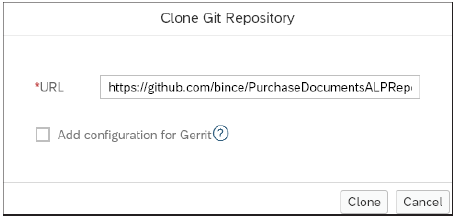 Clone Git Repository
*URL
https://github.com/bince/PurchaseDocumentsALPRep
Add configuration for Gerrit ?
Clone Cancel